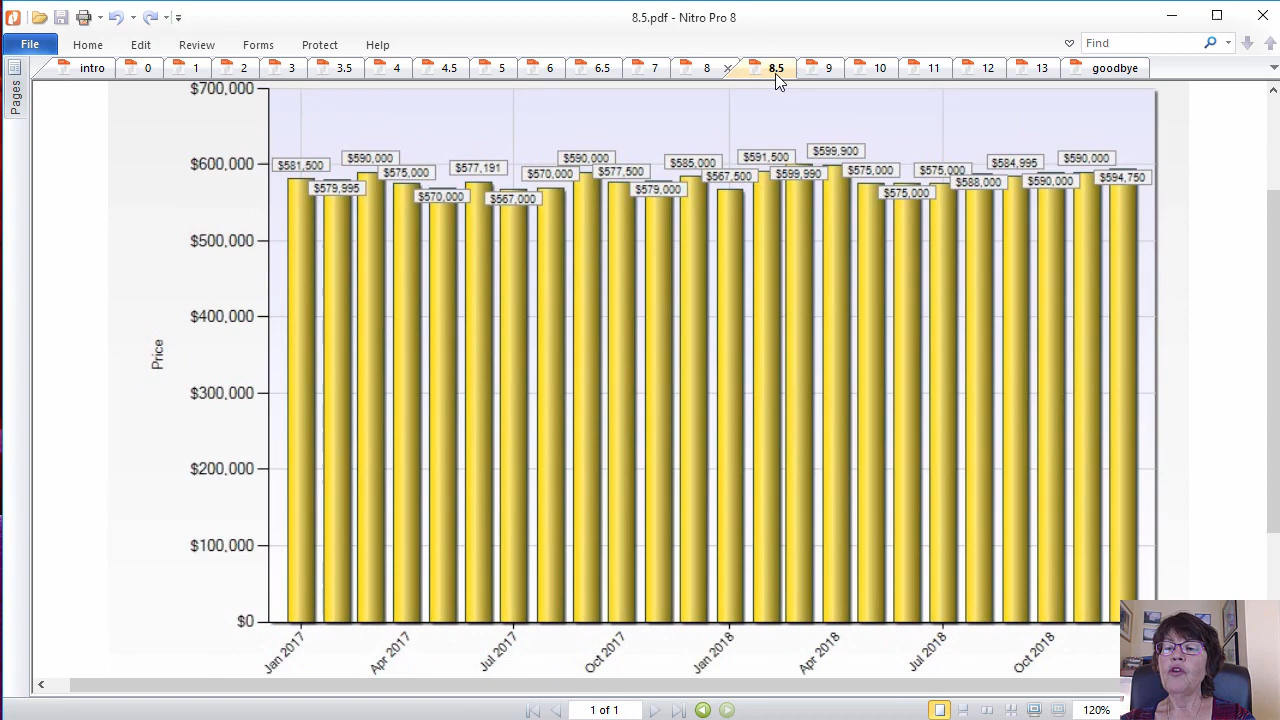 8.5.pdf - Nitro Pro 8
File Home Edit Review Forms Protect Help Find
intro 0 1 2 3 3.5 4 4.5 5 6 6.5 7 8 8.5 9 10 11 12 13 goodbye
Pages
$700,000
$600,000
$500,000
$400,000
$300,000
$200,000
$100,000
$0
Price
$581,500
$579,995
$590,000
$575,000
$570,000
$577,191
$567,000
$570,000
$590,000
$577,500
$579,000
$585,000
$567,500
$591,500
$599,990
$599,900
$575,000
$575,000
$575,000
$588,000
$584,995
$590,000
$590,000
$594,750
Jan 2017
Apr 2017
Jul 2017
Oct 2017
Jan 2018
Apr 2018
Jul 2018
Oct 2018
1 of 1
120%